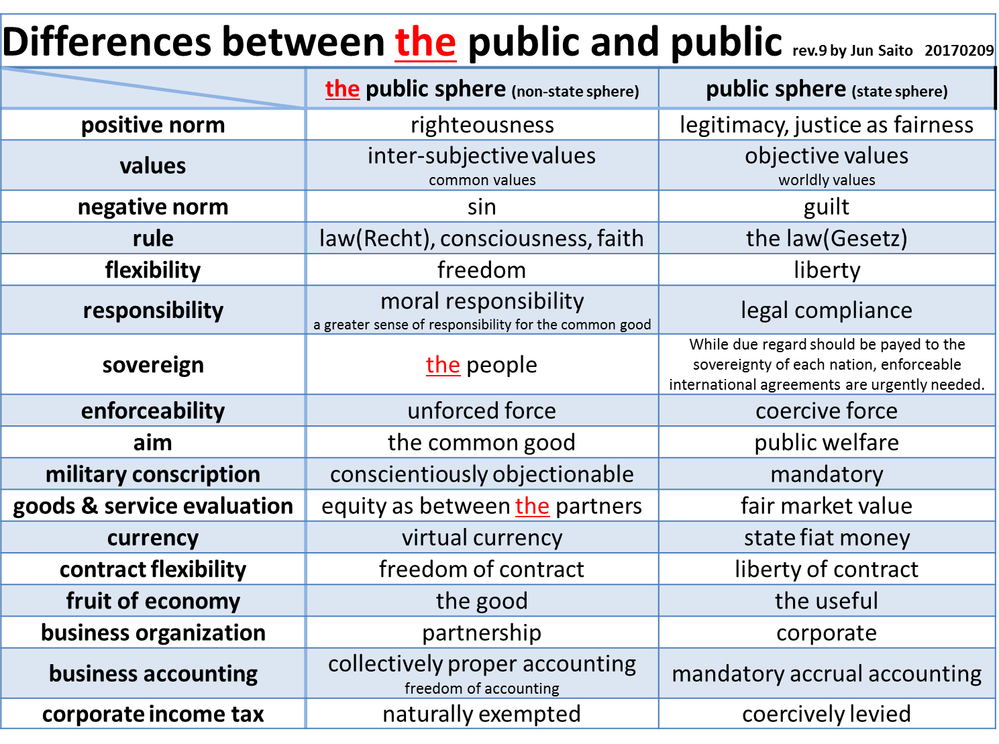 Differences between the public and public rev.9 by Jun Saito 20170209
the public sphere (non-state sphere) public sphere (state sphere)
positive norm righteousness legitimacy, justice as fairness
values inter-subjective values objective values
common values worldly values
negative norm sin guilt
rule law(Recht), consciousness, faith the law(Gesetz)
flexibility freedom liberty
responsibility moral responsibility legal compliance
a greater sense of responsibility for the common good
sovereign the people While due regard should be payed to the
sovereignty of each nation, enforceable
international agreements are urgently needed.
enforceability unforced force coercive force
aim the common good public welfare
military conscription conscientiously objectionable mandatory
goods & service evaluation equity as between the partners fair market value
currency virtual currency state fiat money
contract flexibility freedom of contract liberty of contract
fruit of economy the good the useful
business organization partnership corporate
business accounting collectively proper accounting mandatory accrual accounting
freedom of accounting
corporate income tax naturally exempted coercively levied